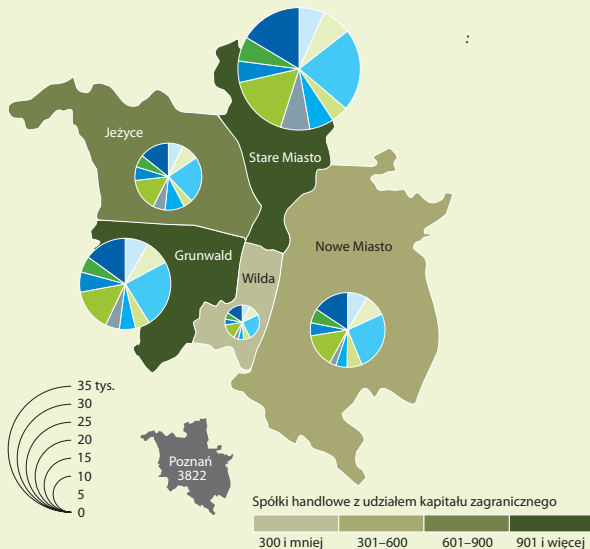 :
Jeżyce
Stare Miasto
Grunwald
Nowe Miasto
Wilda
35 tys.
30
25
20
15
10
5
0
Poznań
3822
Spółki handlowe z udziałem kapitału zagranicznego
300 i mniej 301–600 601–900 901 i więcej